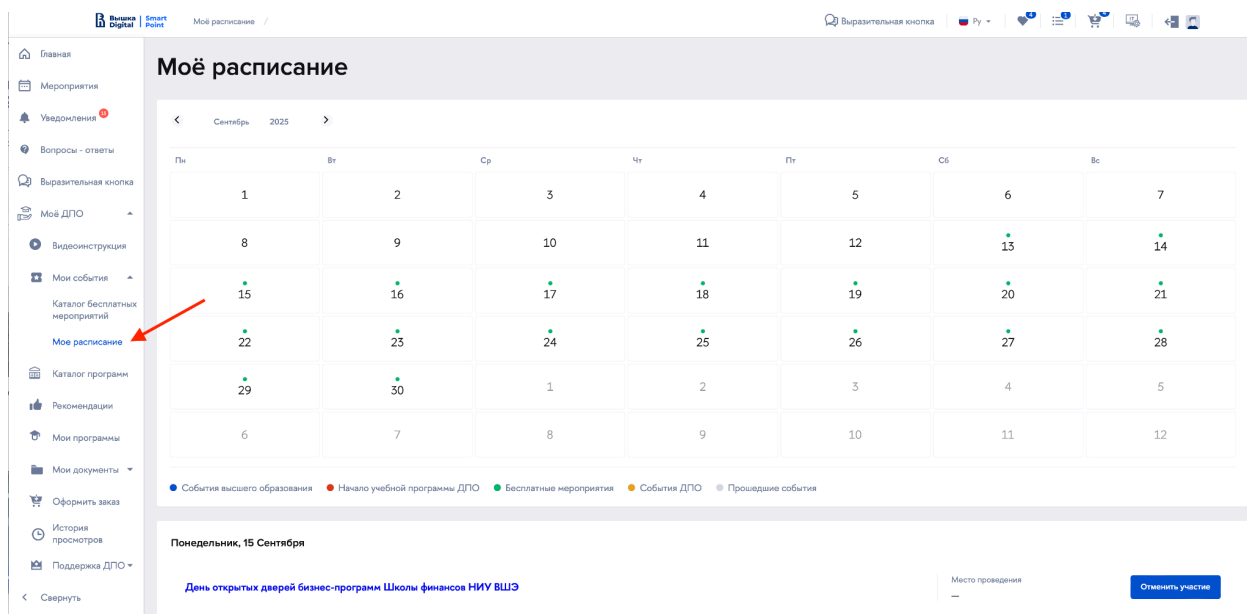 Вышка Digital | Smart Point
Моё расписание /
Выразительная кнопка
Ру
4
1
Главная
Мероприятия
Уведомления
Вопросы - ответы
Выразительная кнопка
Моё ДПО
Видеоинструкция
Мои события
Каталог бесплатных
мероприятий
Мое расписание
Каталог программ
Рекомендации
Мои программы
Мои документы
Оформить заказ
История
просмотров
Поддержка ДПО
Свернуть
Моё расписание
Сентябрь 2025
Пн Вт Ср Чт Пт Сб Вс
1 2 3 4 5 6 7
8 9 10 11 12 13 14
15 16 17 18 19 20 21
22 23 24 25 26 27 28
29 30 1 2 3 4 5
6 7 8 9 10 11 12
События высшего образования Начало учебной программы ДПО Бесплатные мероприятия События ДПО Прошедшие события
Понедельник, 15 Сентября
День открытых дверей бизнес-программ Школы финансов НИУ ВШЭ
Место проведения
—
Отменить участие